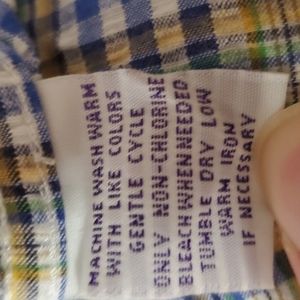 MACHINE WASH WARM
WITH LIKE COLORS
GENTLE CYCLE
ONLY NON-CHLORINE
BLEACH WHEN NEEDED
TUMBLE DRY LOW
WARM IRON
IF NECESSARY